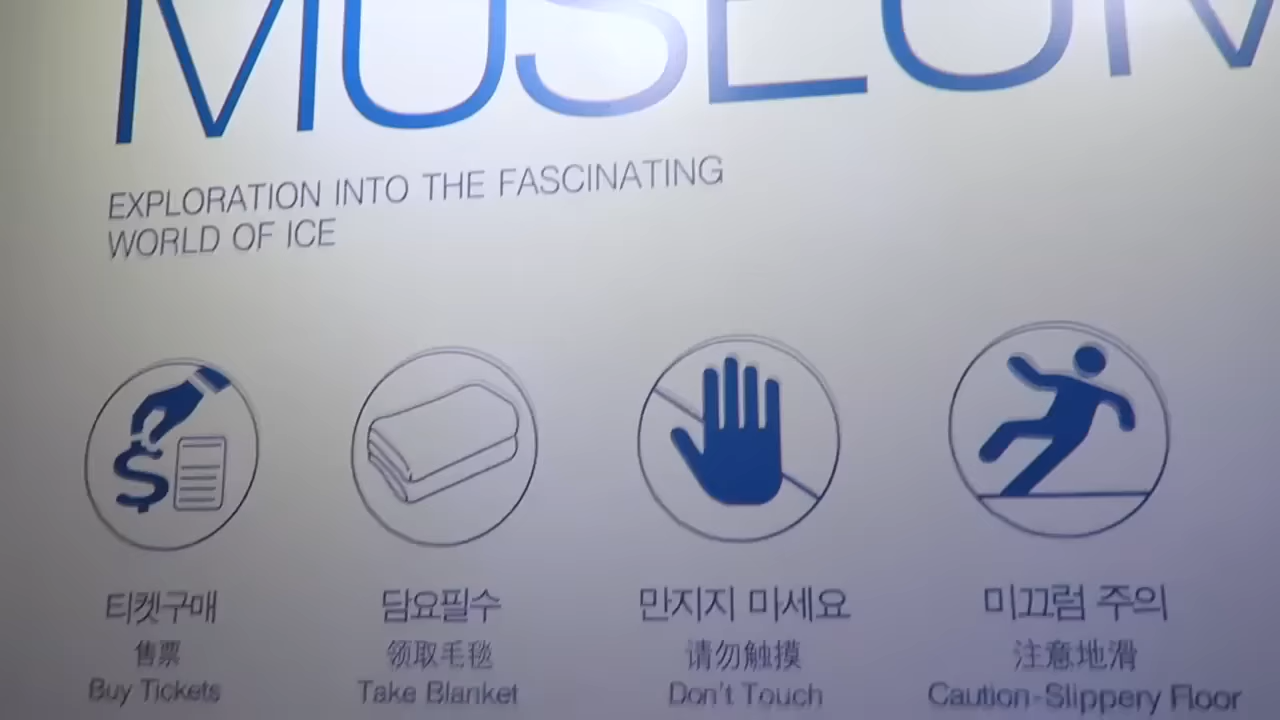 MUSEUM
EXPLORATION INTO THE FASCINATING
WORLD OF ICE
티켓구매
售票
Buy Tickets
담요필수
领取毛毯
Take Blanket
만지지 마세요
请勿触摸
Don't Touch
미끄럼 주의
注意地滑
Caution-Slippery Floor